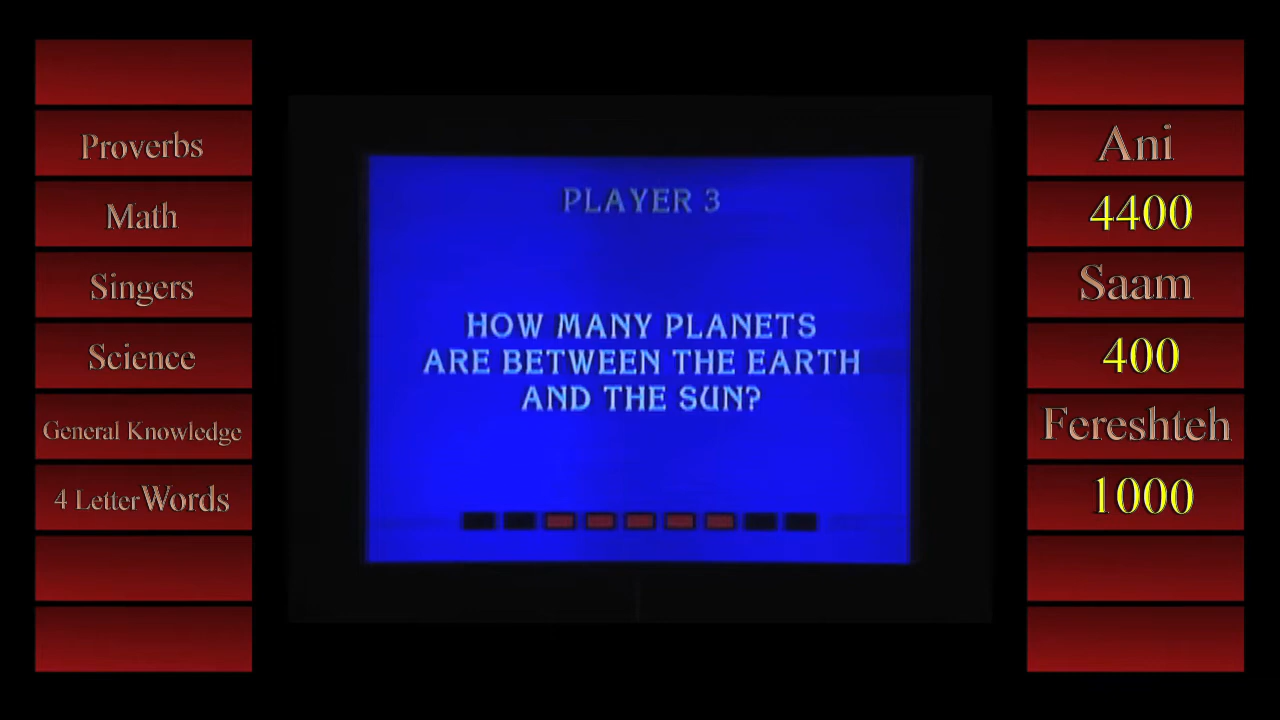 Proverbs
Math
Singers
Science
General Knowledge
4 Letter Words
PLAYER 3
HOW MANY PLANETS
ARE BETWEEN THE EARTH
AND THE SUN?
Ani
4400
Saam
400
Fereshteh
1000